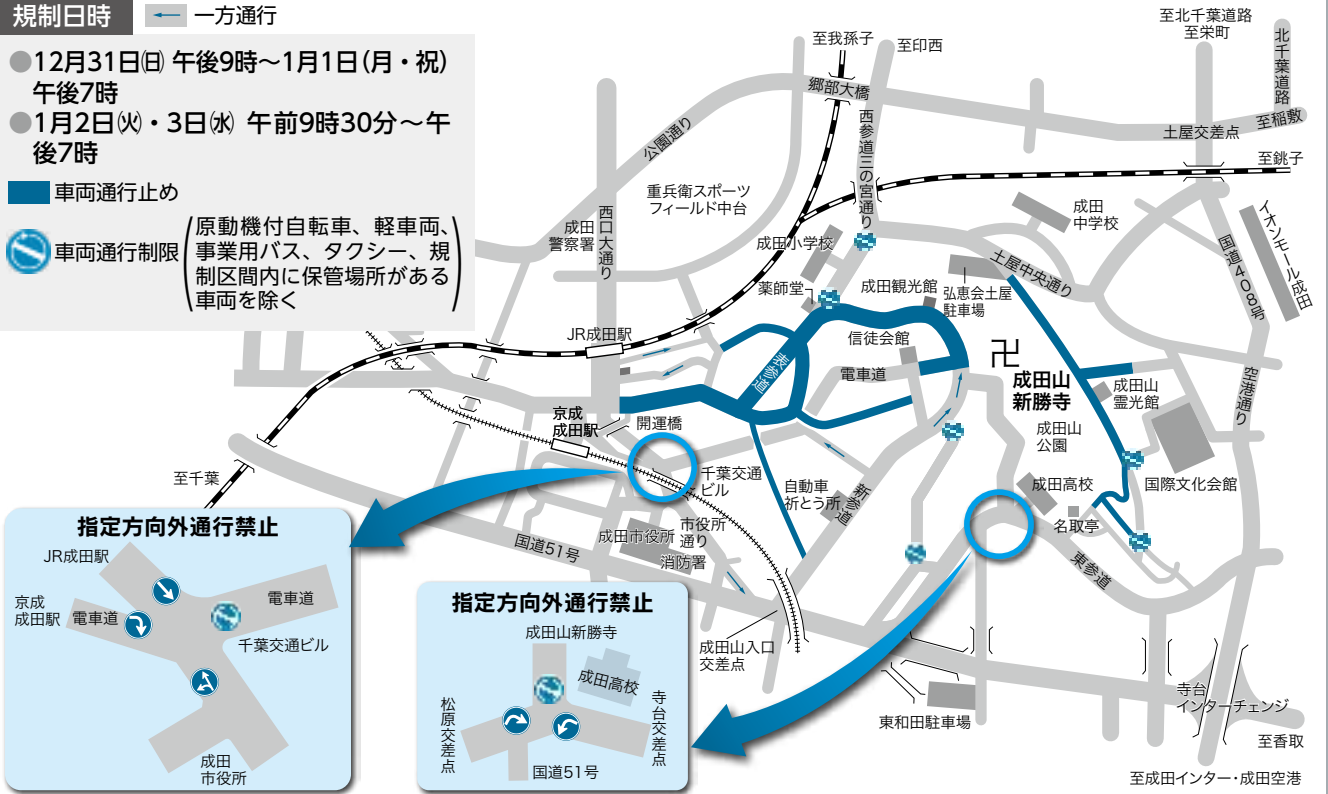 規制日時
一方通行
●12月31日㈰ 午後9時～1月1日(月・祝)
午後7時
●1月2日㈫・3日㈬ 午前9時30分～午
後7時
車両通行止め
車両通行制限
原動機付自転車、軽車両、
事業用バス、タクシー、規
制区間内に保管場所がある
車両を除く
至我孫子
至印西
至北千葉道路
至栄町
北千葉道路
郷部大橋
至稲敷
土屋交差点
至銚子
公園通り
西参道三の宮通り
重兵衛スポーツ
フィールド中台
成田
警察署
西口大通り
成田小学校
成田
中学校
イオンモール成田
国道408号
土屋中央通り
薬師堂
成田観光館
弘恵会土屋
駐車場
JR成田駅
信徒会館
表参道
電車道
卍
成田山
新勝寺
成田山
霊光館
空港通り
京成
成田駅
開運橋
成田山
公園
至千葉
千葉交通
ビル
自動車
祈とう所
新参道
成田高校
国際文化会館
名取亭
成田市役所
市役所
通り
消防署
国道51号
東参道
成田山入口
交差点
東和田駐車場
寺台
インターチェンジ
至香取
至成田インター・成田空港
指定方向外通行禁止
JR成田駅
京成
成田駅
電車道
電車道
千葉交通ビル
成田
市役所
指定方向外通行禁止
成田山新勝寺
成田高校
松原交差点
寺台交差点
国道51号